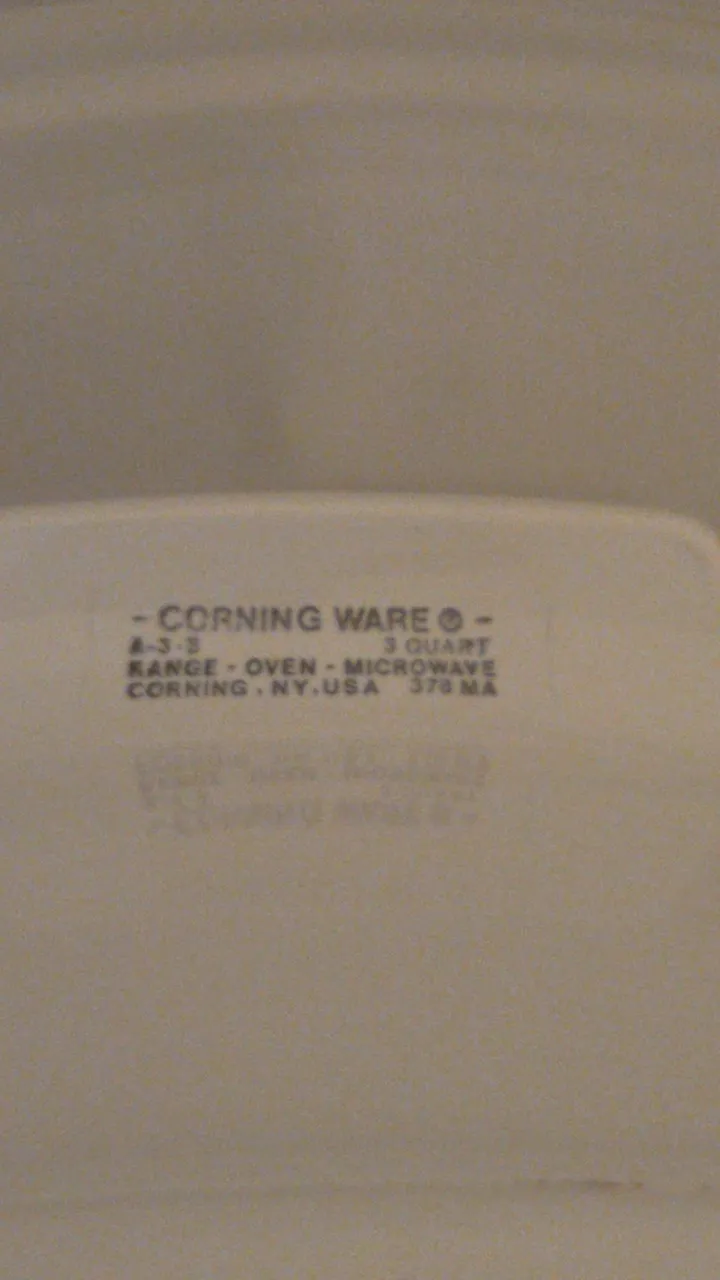 - CORNING WARE ® -
A-3-B 3 QUART
RANGE - OVEN - MICROWAVE
CORNING . NY . USA 378 MA